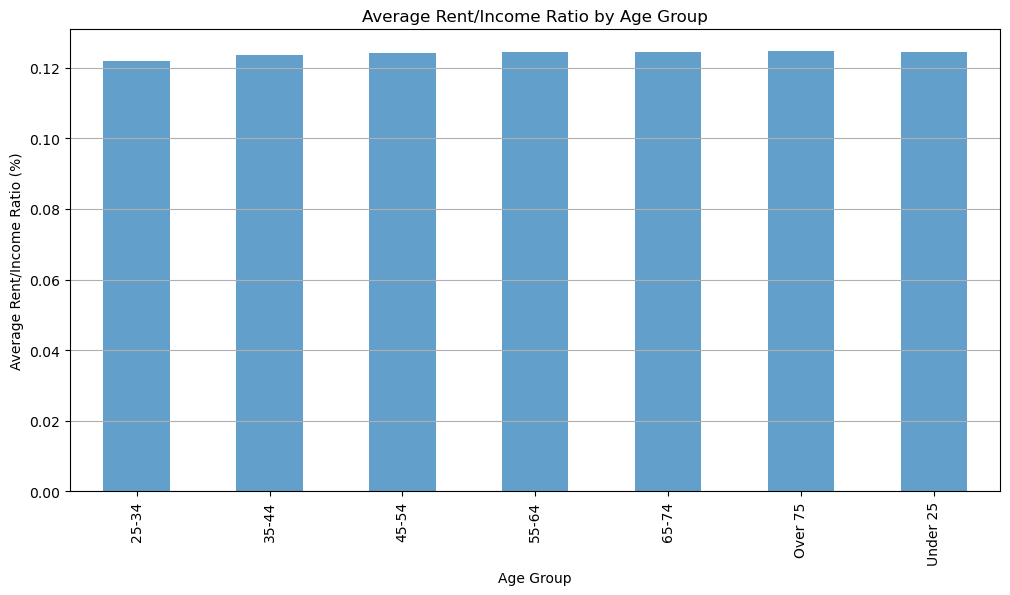 Average Rent/Income Ratio by Age Group
Average Rent/Income Ratio (%)
0.12
0.10
0.08
0.06
0.04
0.02
0.00
25-34
35-44
45-54
55-64
65-74
Over 75
Under 25
Age Group